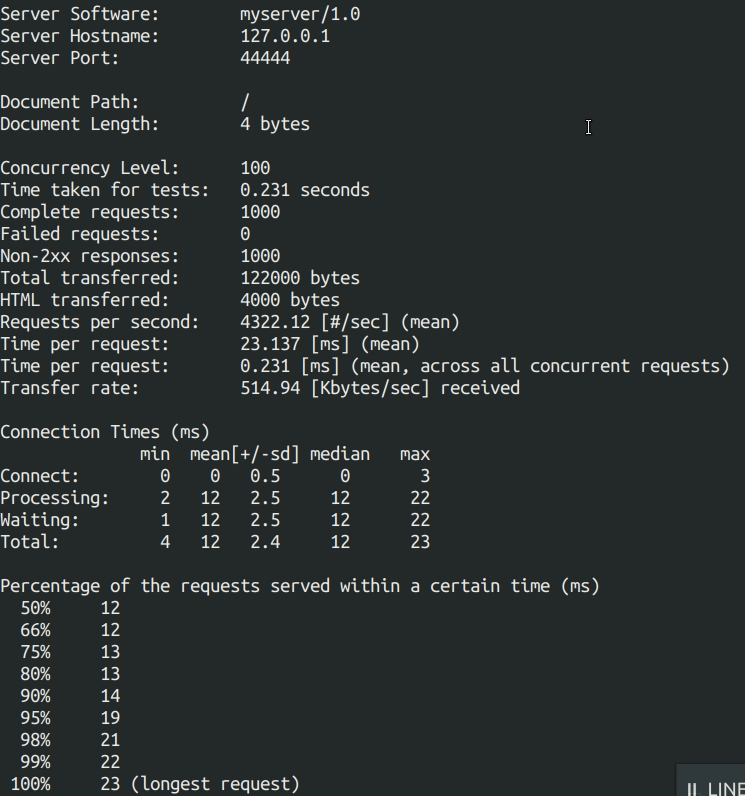 Server Software:        myserver/1.0
Server Hostname:        127.0.0.1
Server Port:            44444
Document Path:          /
Document Length:        4 bytes
Concurrency Level:      100
Time taken for tests:   0.231 seconds
Complete requests:      1000
Failed requests:        0
Non-2xx responses:      1000
Total transferred:      122000 bytes
HTML transferred:       4000 bytes
Requests per second:    4322.12 [#/sec] (mean)
Time per request:       23.137 [ms] (mean)
Time per request:       0.231 [ms] (mean, across all concurrent requests)
Transfer rate:          514.94 [Kbytes/sec] received
Connection Times (ms)
              min  mean[+/-sd] median   max
Connect:        0    0   0.5      0       3
Processing:     2   12   2.5     12      22
Waiting:        1   12   2.5     12      22
Total:          4   12   2.4     12      23
Percentage of the requests served within a certain time (ms)
  50%     12
  66%     12
  75%     13
  80%     13
  90%     14
  95%     19
  98%     21
  99%     22
 100%     23 (longest request)
LINE